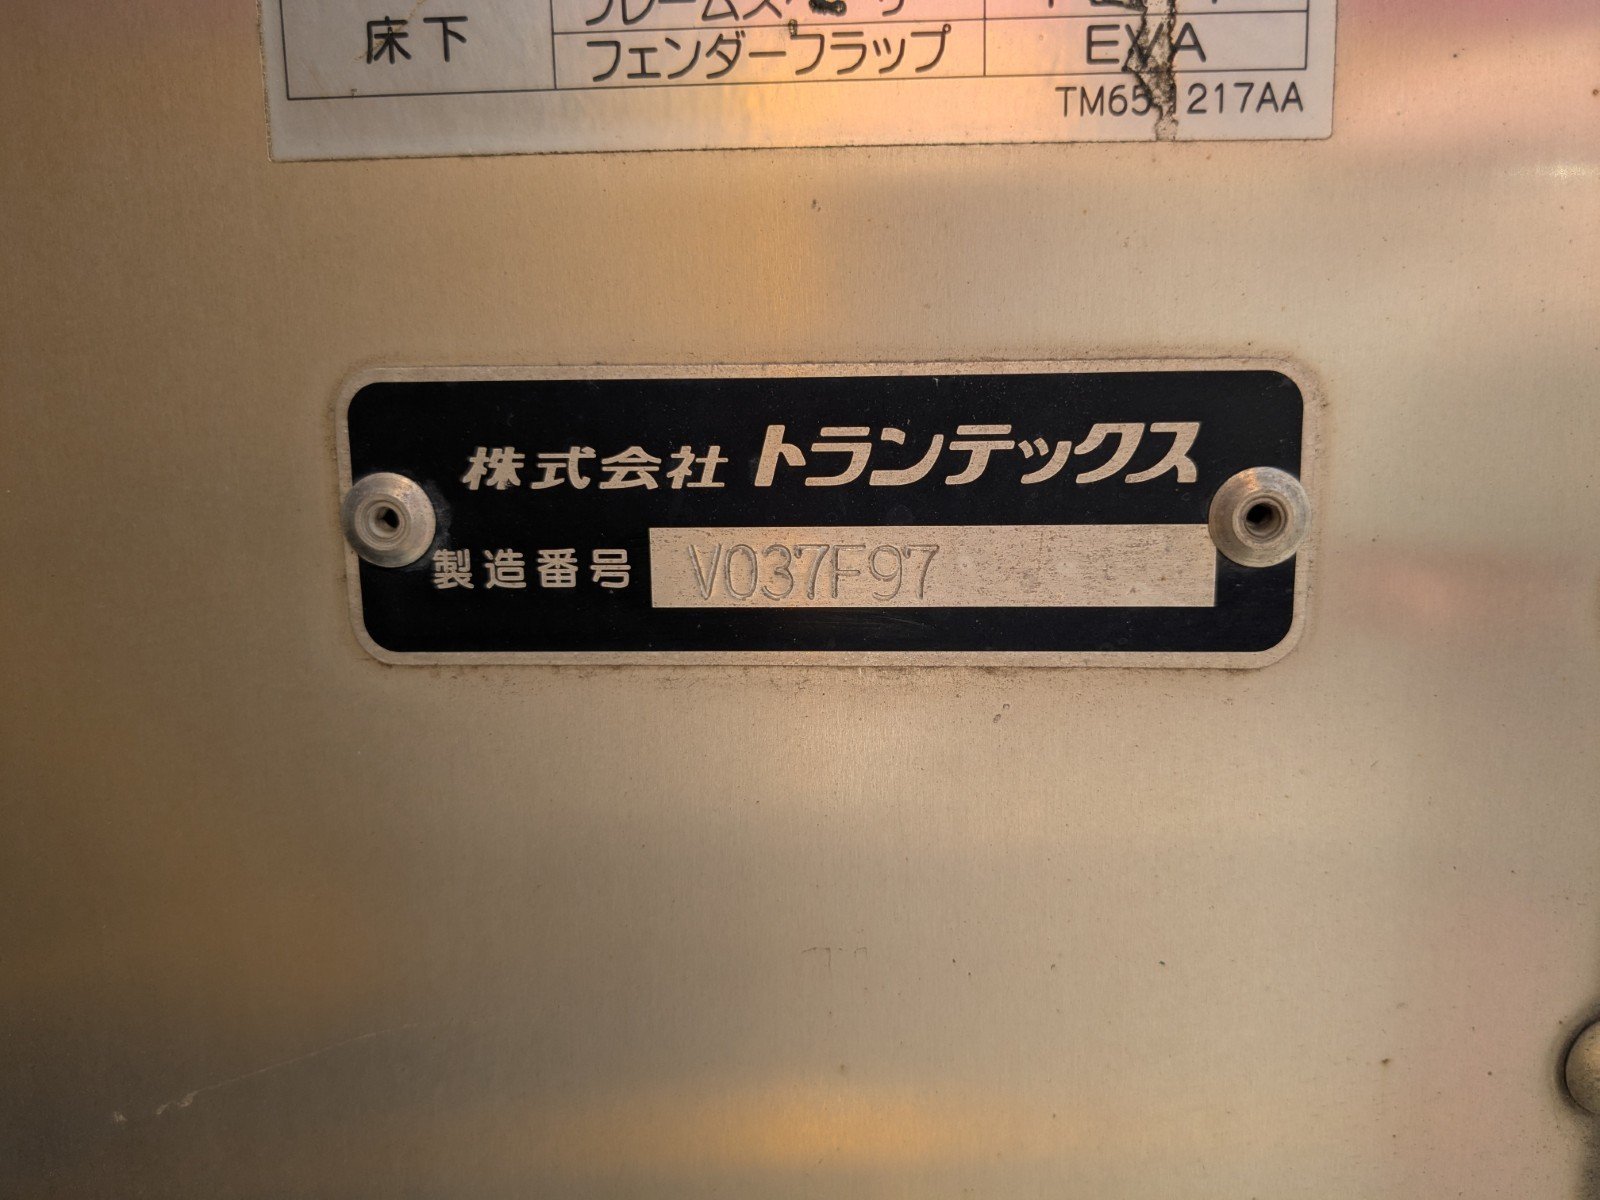 床下
フェンダーフラップ
EVA
TM651217AA
株式会社 トランテックス
製造番号 V037F97